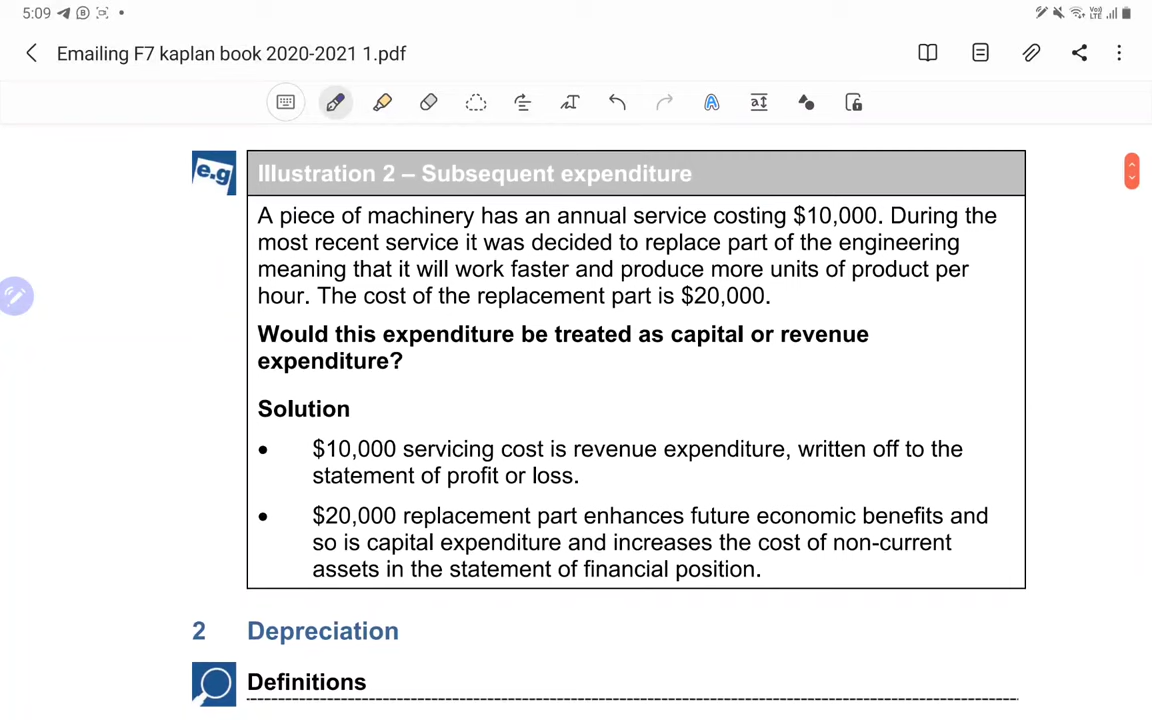 5:09
Emailing F7 kaplan book 2020-2021 1.pdf
e.g
Illustration 2 – Subsequent expenditure
A piece of machinery has an annual service costing $10,000. During the
most recent service it was decided to replace part of the engineering
meaning that it will work faster and produce more units of product per
hour. The cost of the replacement part is $20,000.
Would this expenditure be treated as capital or revenue
expenditure?
Solution
• $10,000 servicing cost is revenue expenditure, written off to the
statement of profit or loss.
• $20,000 replacement part enhances future economic benefits and
so is capital expenditure and increases the cost of non-current
assets in the statement of financial position.
2 Depreciation
Definitions